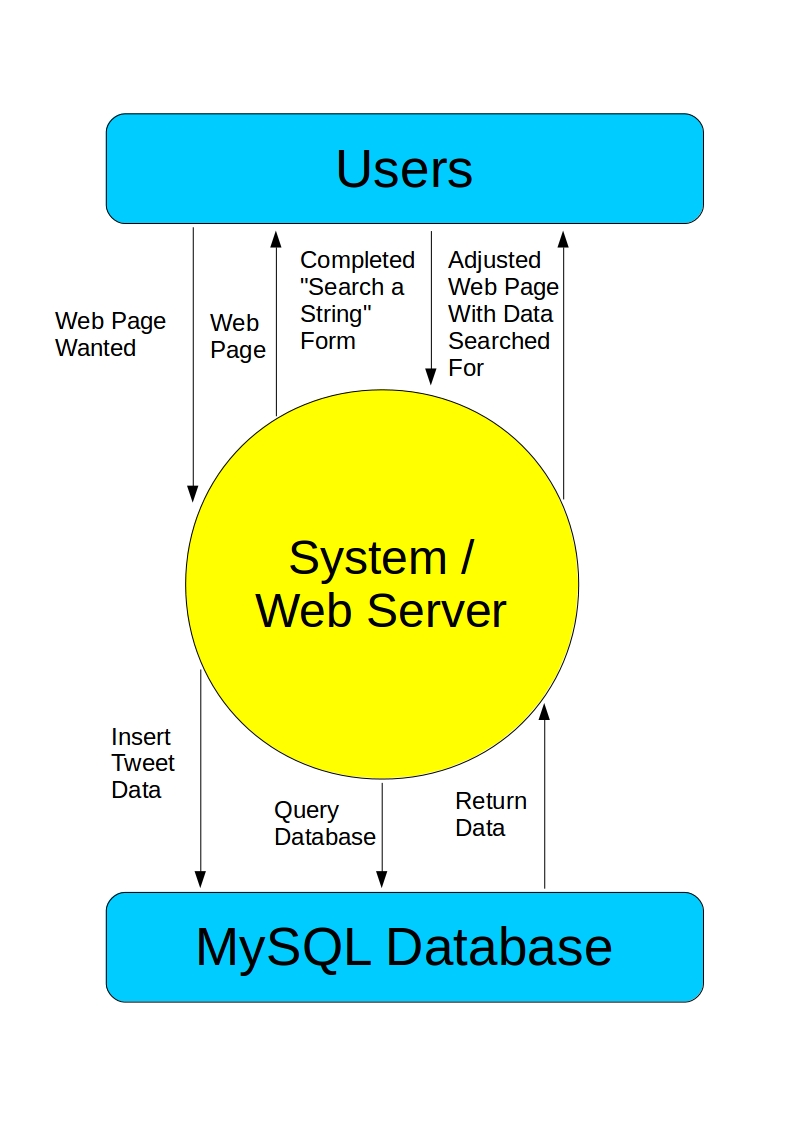 Users
Web Page
Wanted
Web
Page
Completed
"Search a
String"
Form
Adjusted
Web Page
With Data
Searched
For
System /
Web Server
Insert
Tweet
Data
Query
Database
Return
Data
MySQL Database